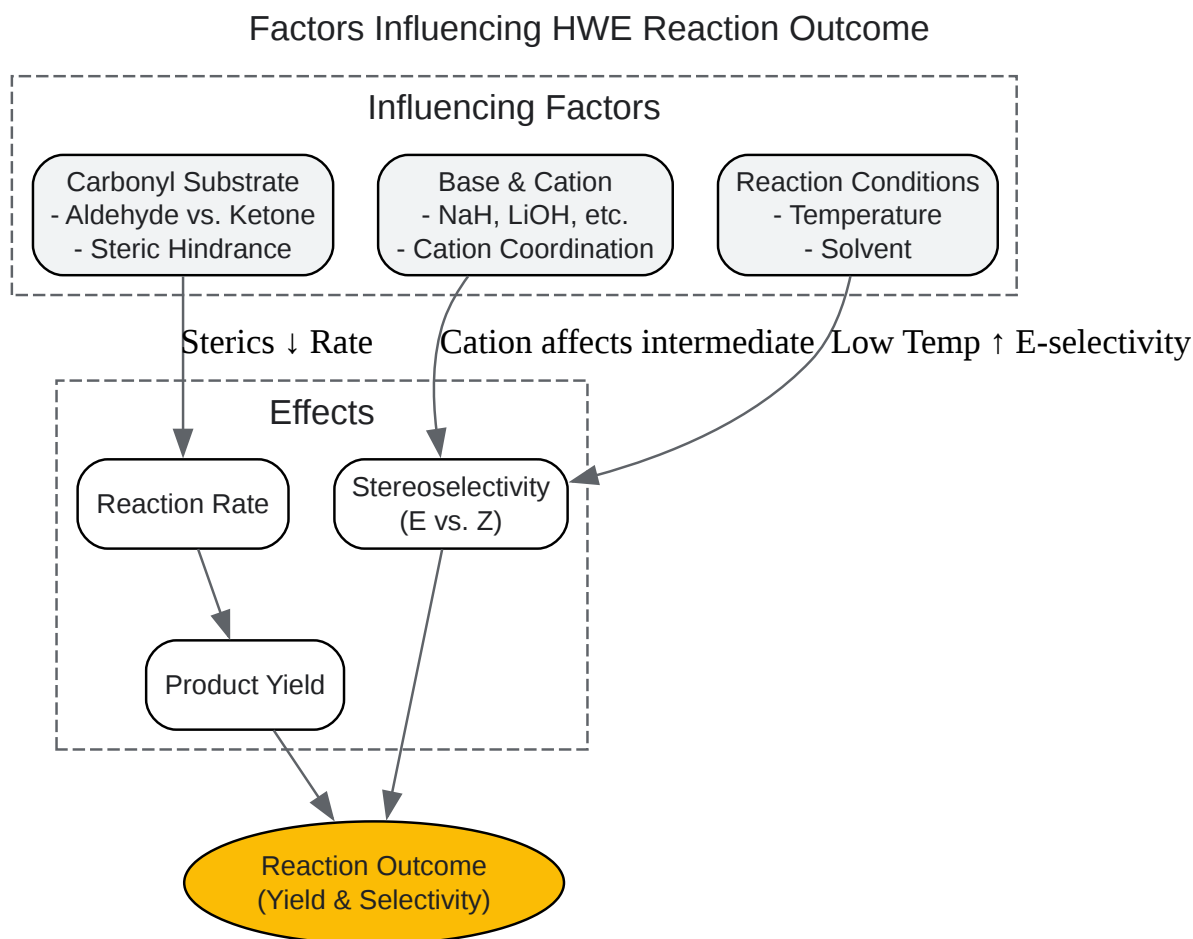 Factors Influencing HWE Reaction Outcome
Influencing Factors
Carbonyl Substrate
- Aldehyde vs. Ketone
- Steric Hindrance
Base & Cation
- NaH, LiOH, etc.
- Cation Coordination
Reaction Conditions
- Temperature
- Solvent
Sterics ↓ Rate
Cation affects intermediate
Low Temp ↑ E-selectivity
Effects
Reaction Rate
Stereoselectivity
(E vs. Z)
Product Yield
Reaction Outcome
(Yield & Selectivity)